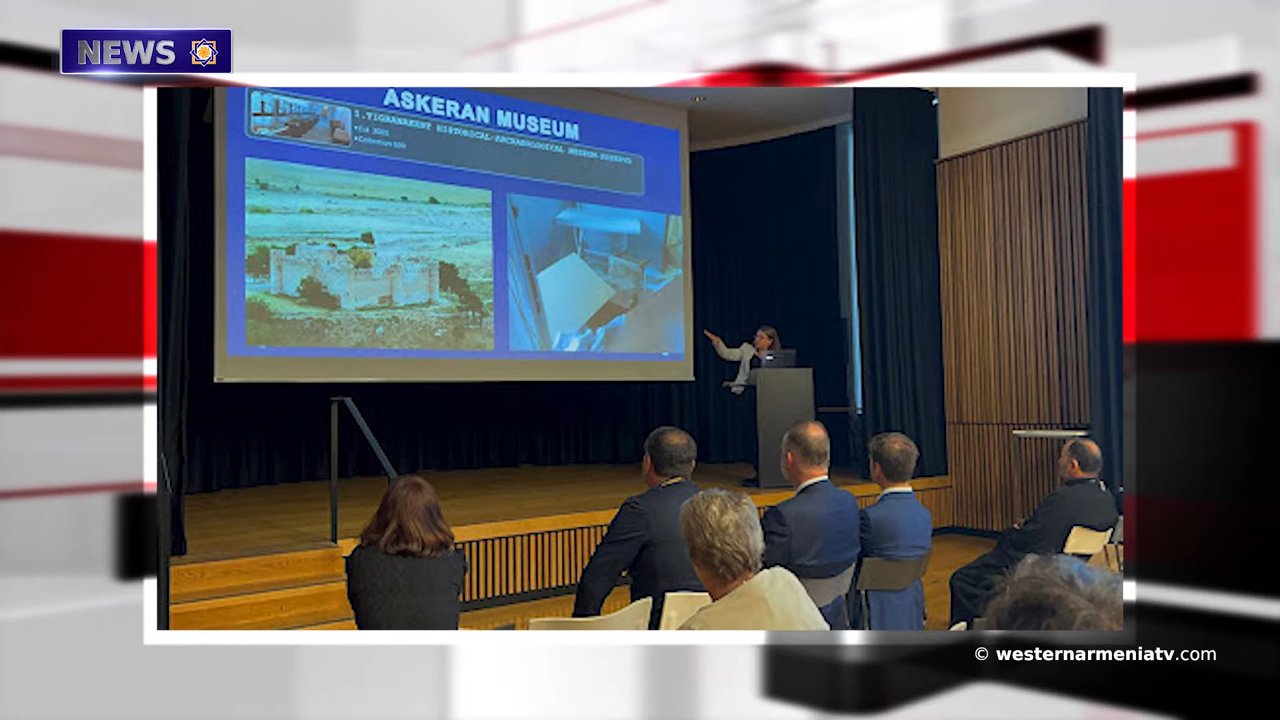 NEWS
ASKERAN MUSEUM
1.TIGRANAKERT HISTORICAL-ARCHAEOLOGICAL MUSEUM-RESERVE
© westernarmeniatv.com